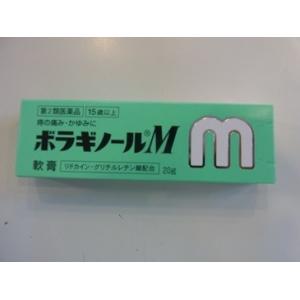 第2類医薬品 15歳以上
痔の痛み・かゆみに
ボラギノール®M
m
軟膏 リドカイン・グリチルレチン酸配合 20g